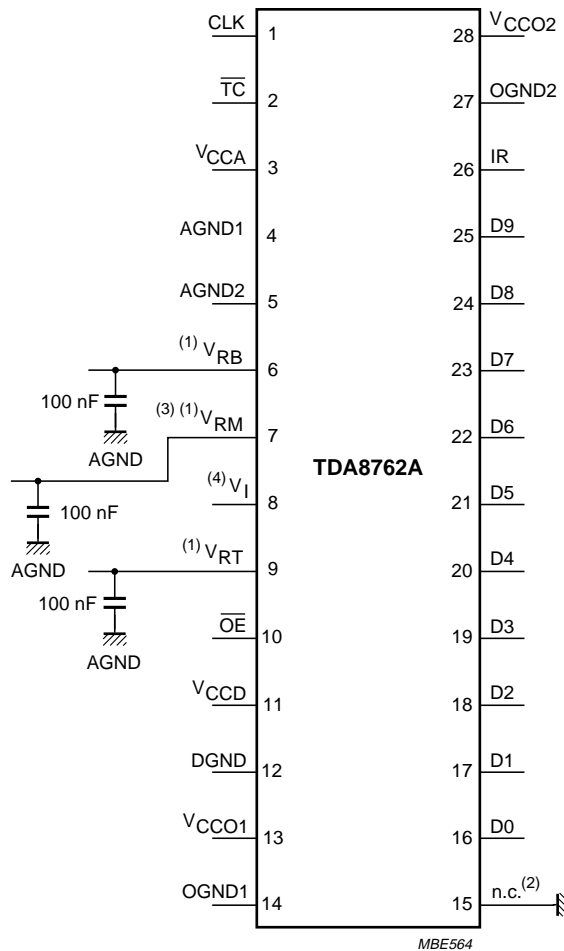 CLK 1 28 VCCO2
TC 2 27 OGND2
VCCA 3 26 IR
AGND1 4 25 D9
AGND2 5 24 D8
(1) VRB 6 23 D7
100 nF
AGND
(3) (1) VRM 7 22 D6
TDA8762A
(4) VI 8 21 D5
100 nF
AGND
(1) VRT 9 20 D4
100 nF
AGND
OE 10 19 D3
VCCD 11 18 D2
DGND 12 17 D1
VCCO1 13 16 D0
OGND1 14 15 n.c.(2)
MBE564